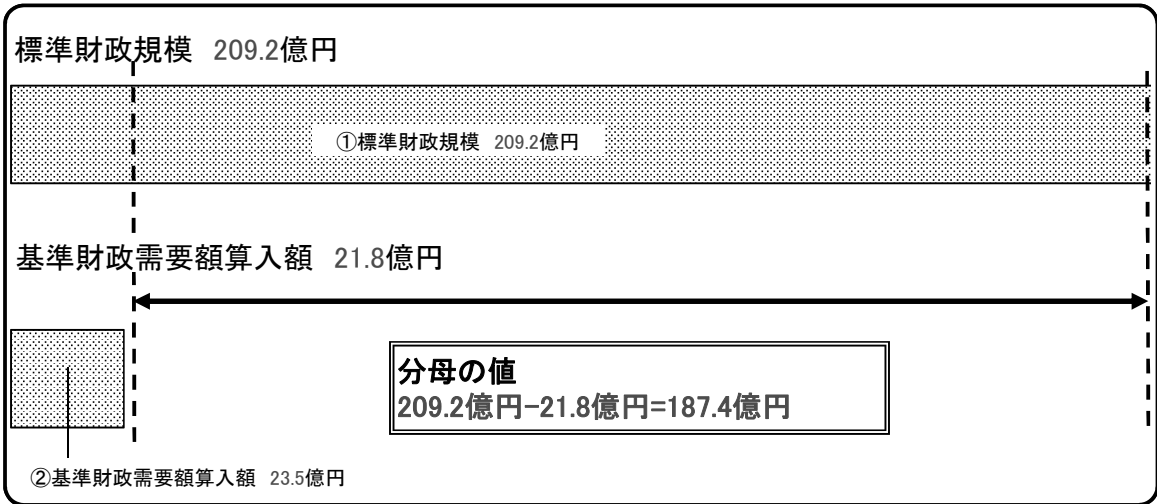 標準財政規模 209.2億円
①標準財政規模 209.2億円
基準財政需要額算入額 21.8億円
分母の値
209.2億円-21.8億円=187.4億円
②基準財政需要額算入額 23.5億円